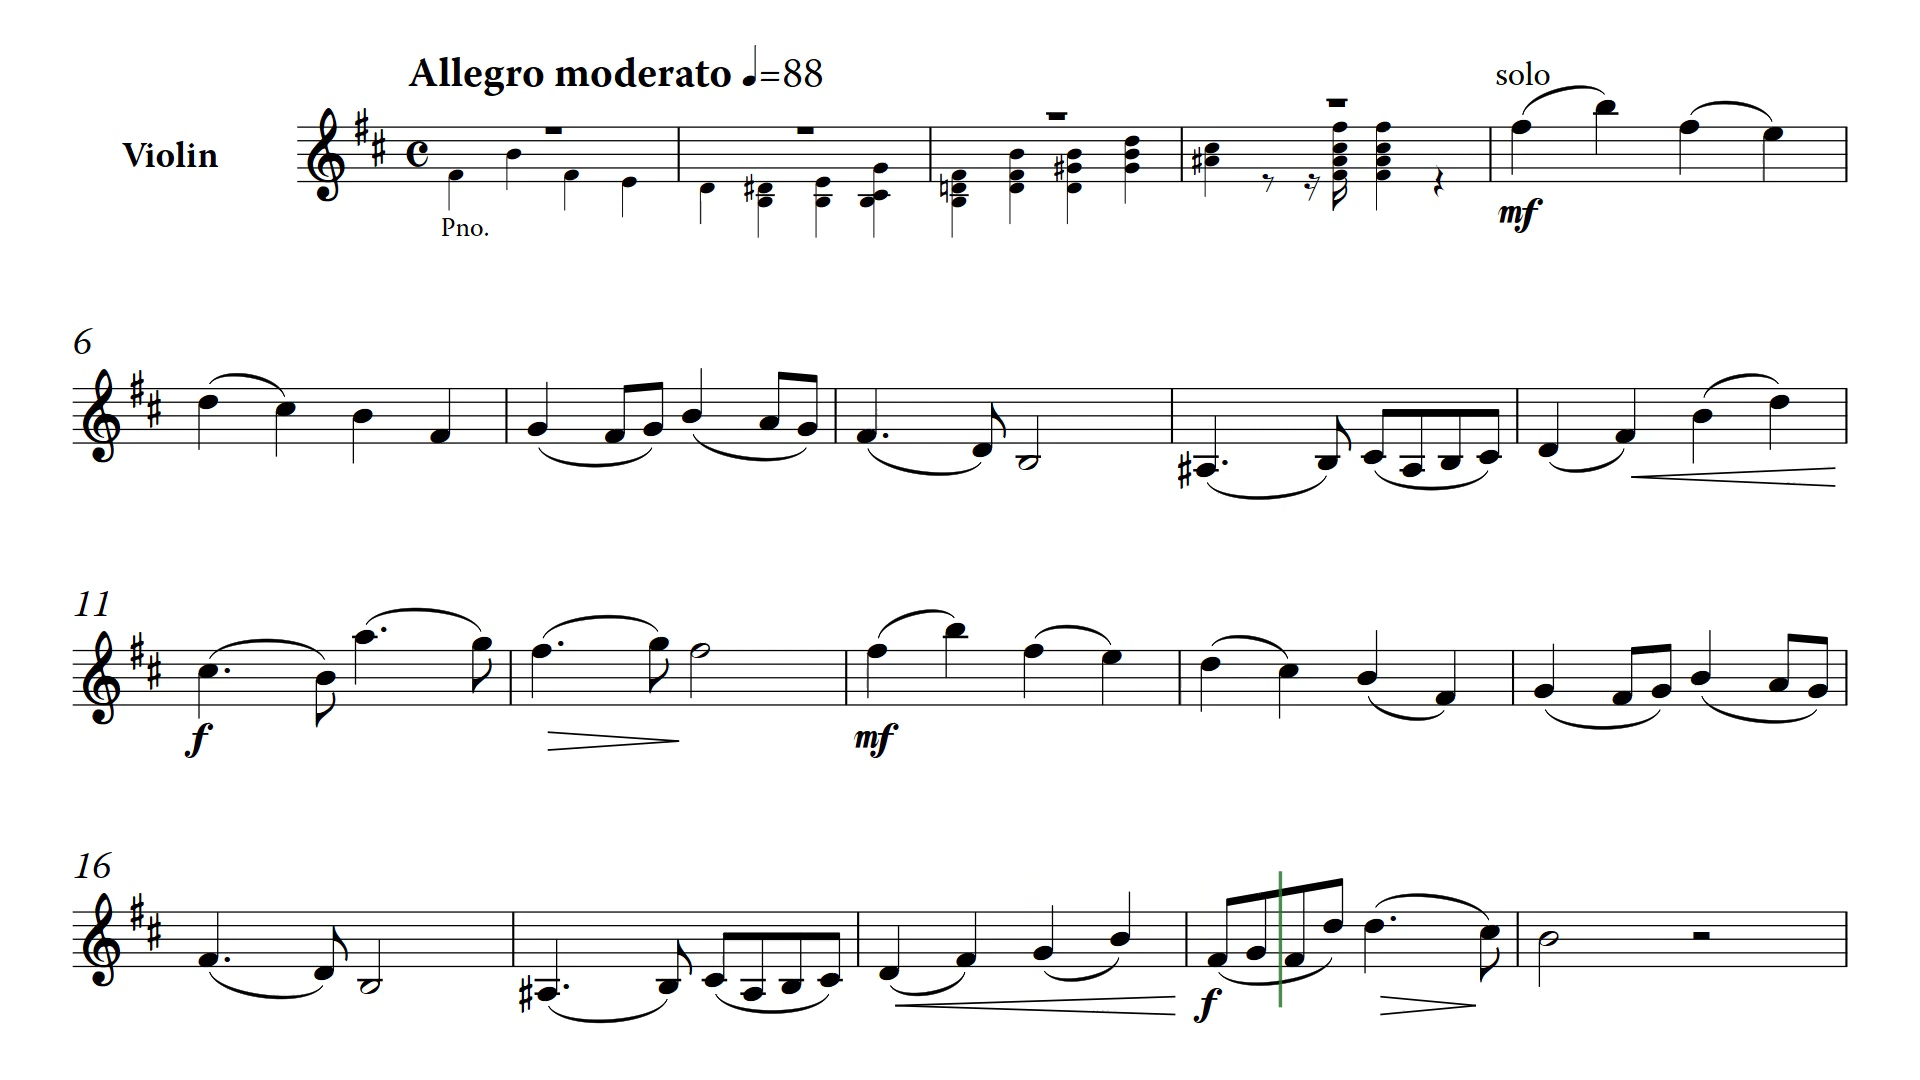 Allegro moderato ♩=88
solo
Violin
Pno.
mf
6
11
f
mf
16
f